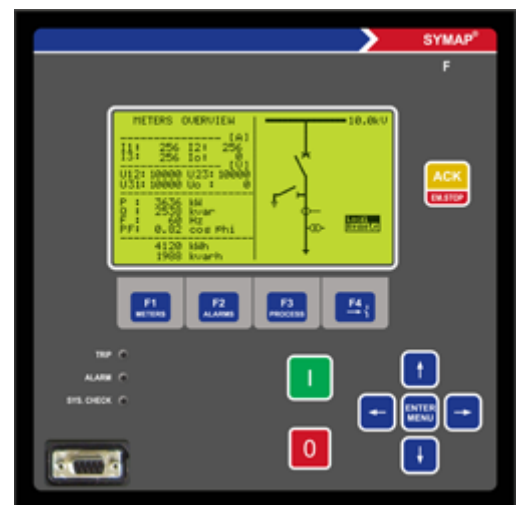 SYMAP®
F
METERS OVERVIEW
10.0kV
[A]
I1: 256 I2: 256
I3: 256 Io: 0
[V]
U12:10000 U23:10000
U31:10000 Uo : 0
P : 3636 kW
Q : 2528 kvar
F : 60 Hz
PF: 0.82 cos Phi
4120 kWh
1988 kvarh
Local
Remote
ACK
EM.STOP
F1
METERS
F2
ALARMS
F3
PROCESS
F4
TRIP
ALARM
SYS. CHECK
I
0
ENTER
MENU